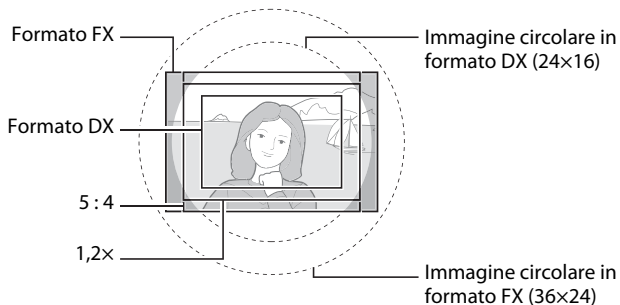 Formato FX
Immagine circolare in
formato DX (24×16)
Formato DX
5 : 4
1,2×
Immagine circolare in
formato FX (36×24)